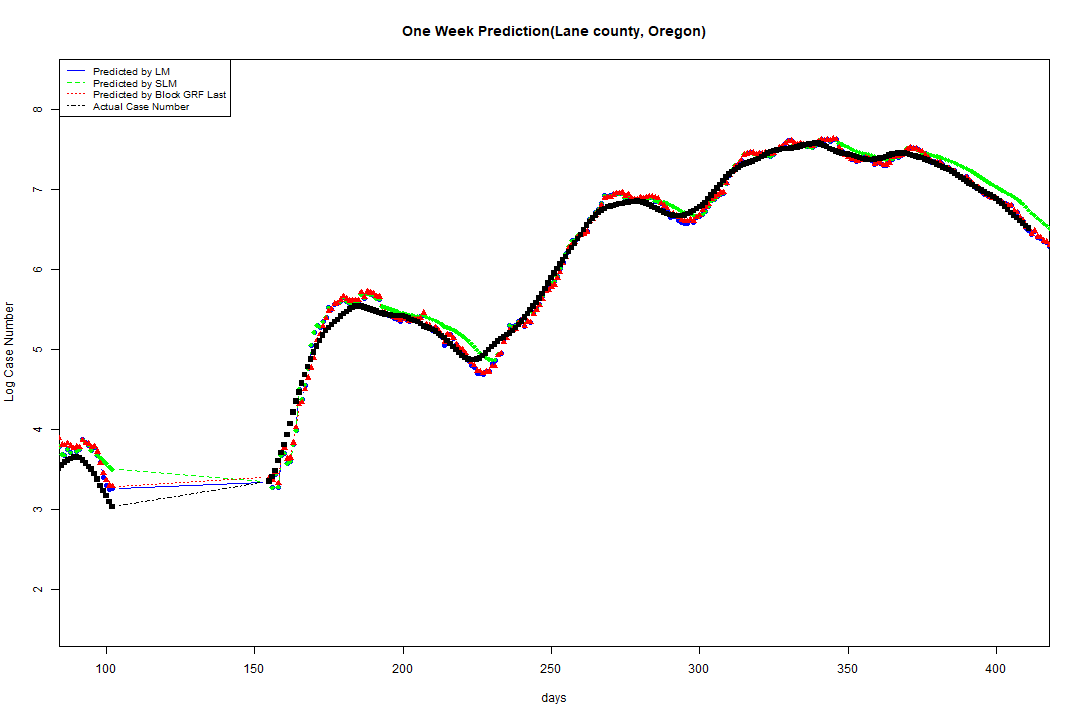 One Week Prediction(Lane county, Oregon)
Predicted by LM
Predicted by SLM
Predicted by Block GRF Last
Actual Case Number
8
7
6
5
4
3
2
Log Case Number
100 150 200 250 300 350 400
days